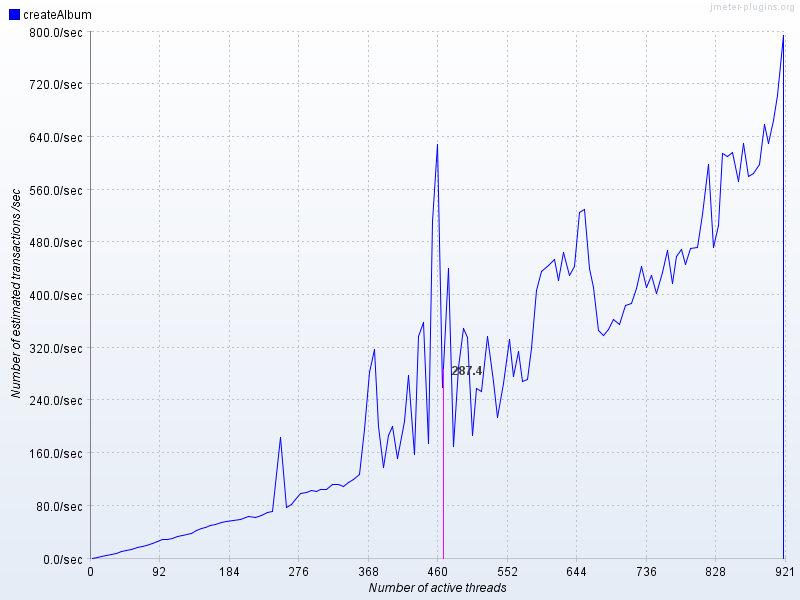 createAlbum
jmeter-plugins.org
800.0/sec
720.0/sec
640.0/sec
560.0/sec
480.0/sec
400.0/sec
320.0/sec
240.0/sec
160.0/sec
80.0/sec
0.0/sec
Number of estimated transactions /sec
287.4
0 92 184 276 368 460 552 644 736 828 921
Number of active threads